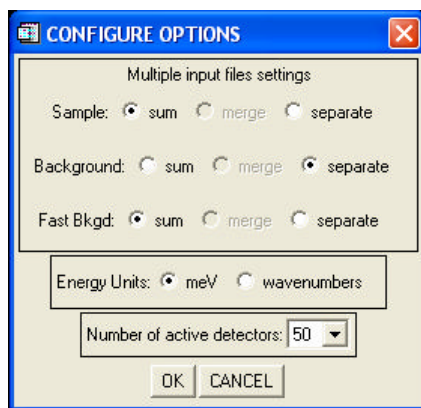 CONFIGURE OPTIONS
Multiple input files settings
Sample: sum merge separate
Background: sum merge separate
Fast Bkgd: sum merge separate
Energy Units: meV wavenumbers
Number of active detectors: 50
OK CANCEL